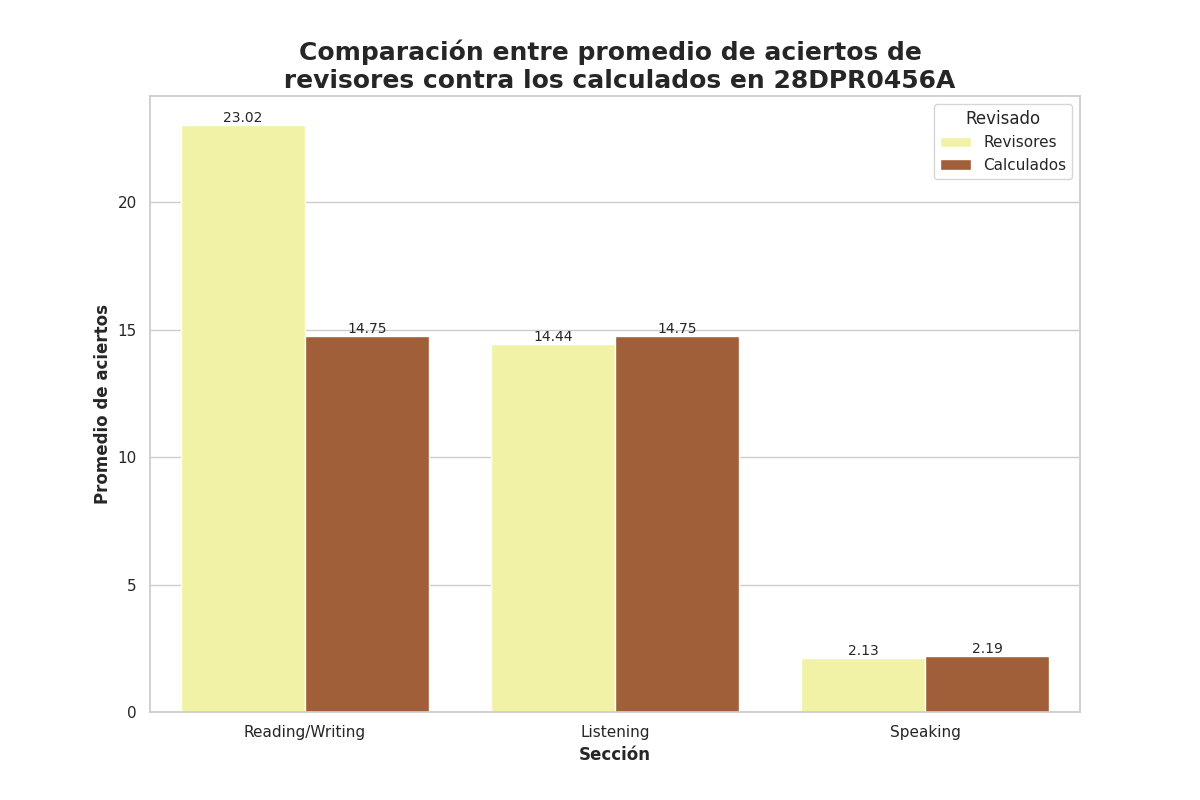 Comparación entre promedio de aciertos de
revisores contra los calculados en 28DPR0456A
Revisado
Revisores
Calculados
Promedio de aciertos
20
15
10
5
0
23.02
14.75
14.44
14.75
2.13
2.19
Reading/Writing
Listening
Speaking
Sección